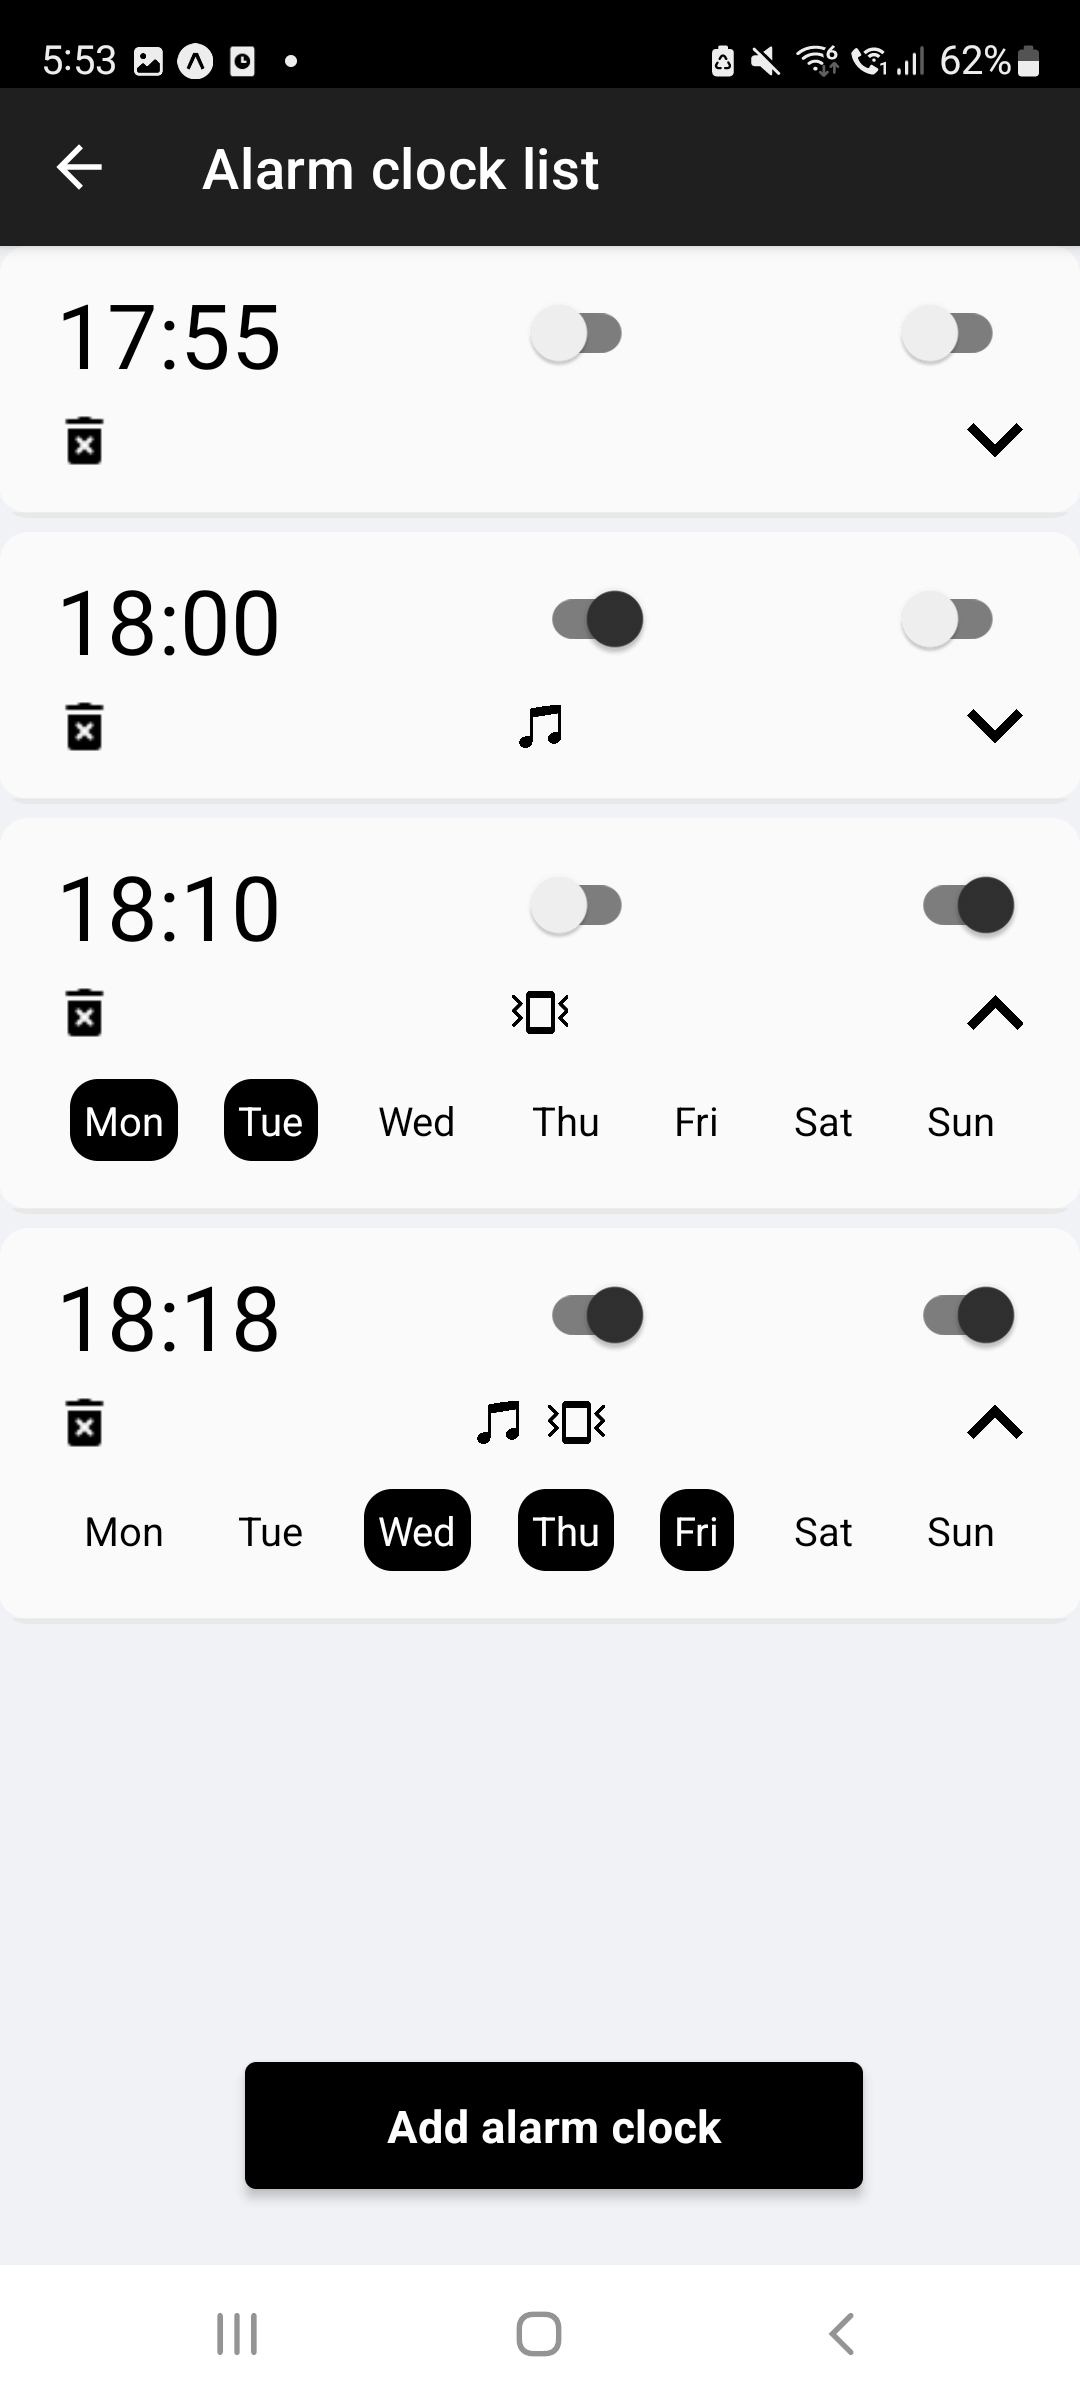 5:53 62%
Alarm clock list
17:55
18:00
18:10
Mon Tue Wed Thu Fri Sat Sun
18:18
Mon Tue Wed Thu Fri Sat Sun
Add alarm clock